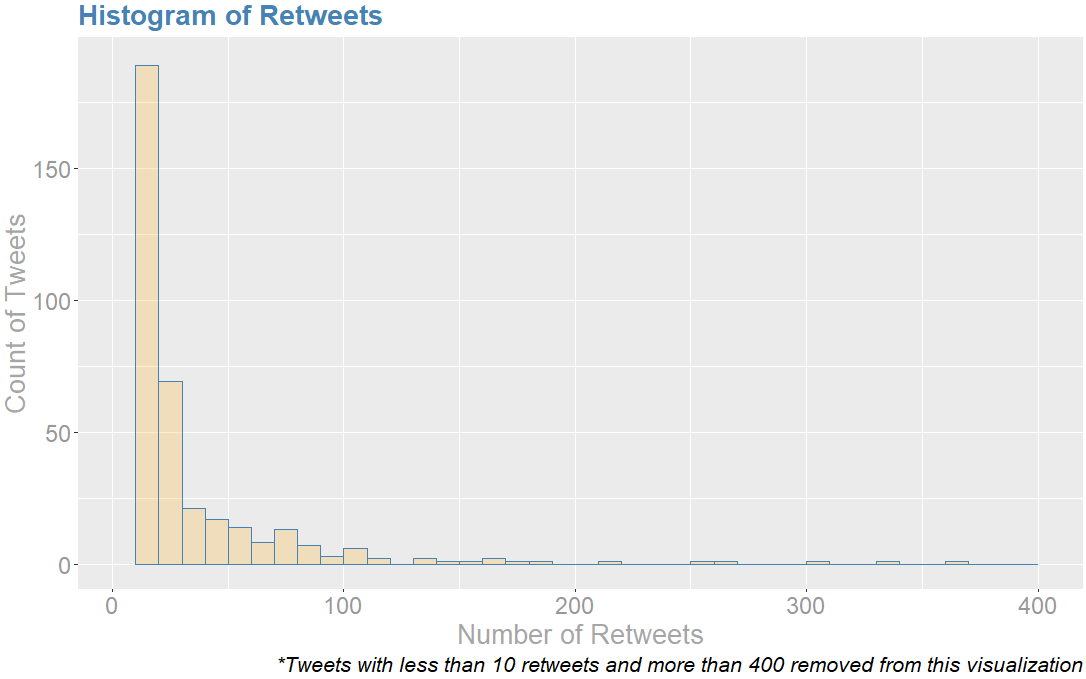 Histogram of Retweets
150
100
50
0
Count of Tweets
0 100 200 300 400
Number of Retweets
*Tweets with less than 10 retweets and more than 400 removed from this visualization